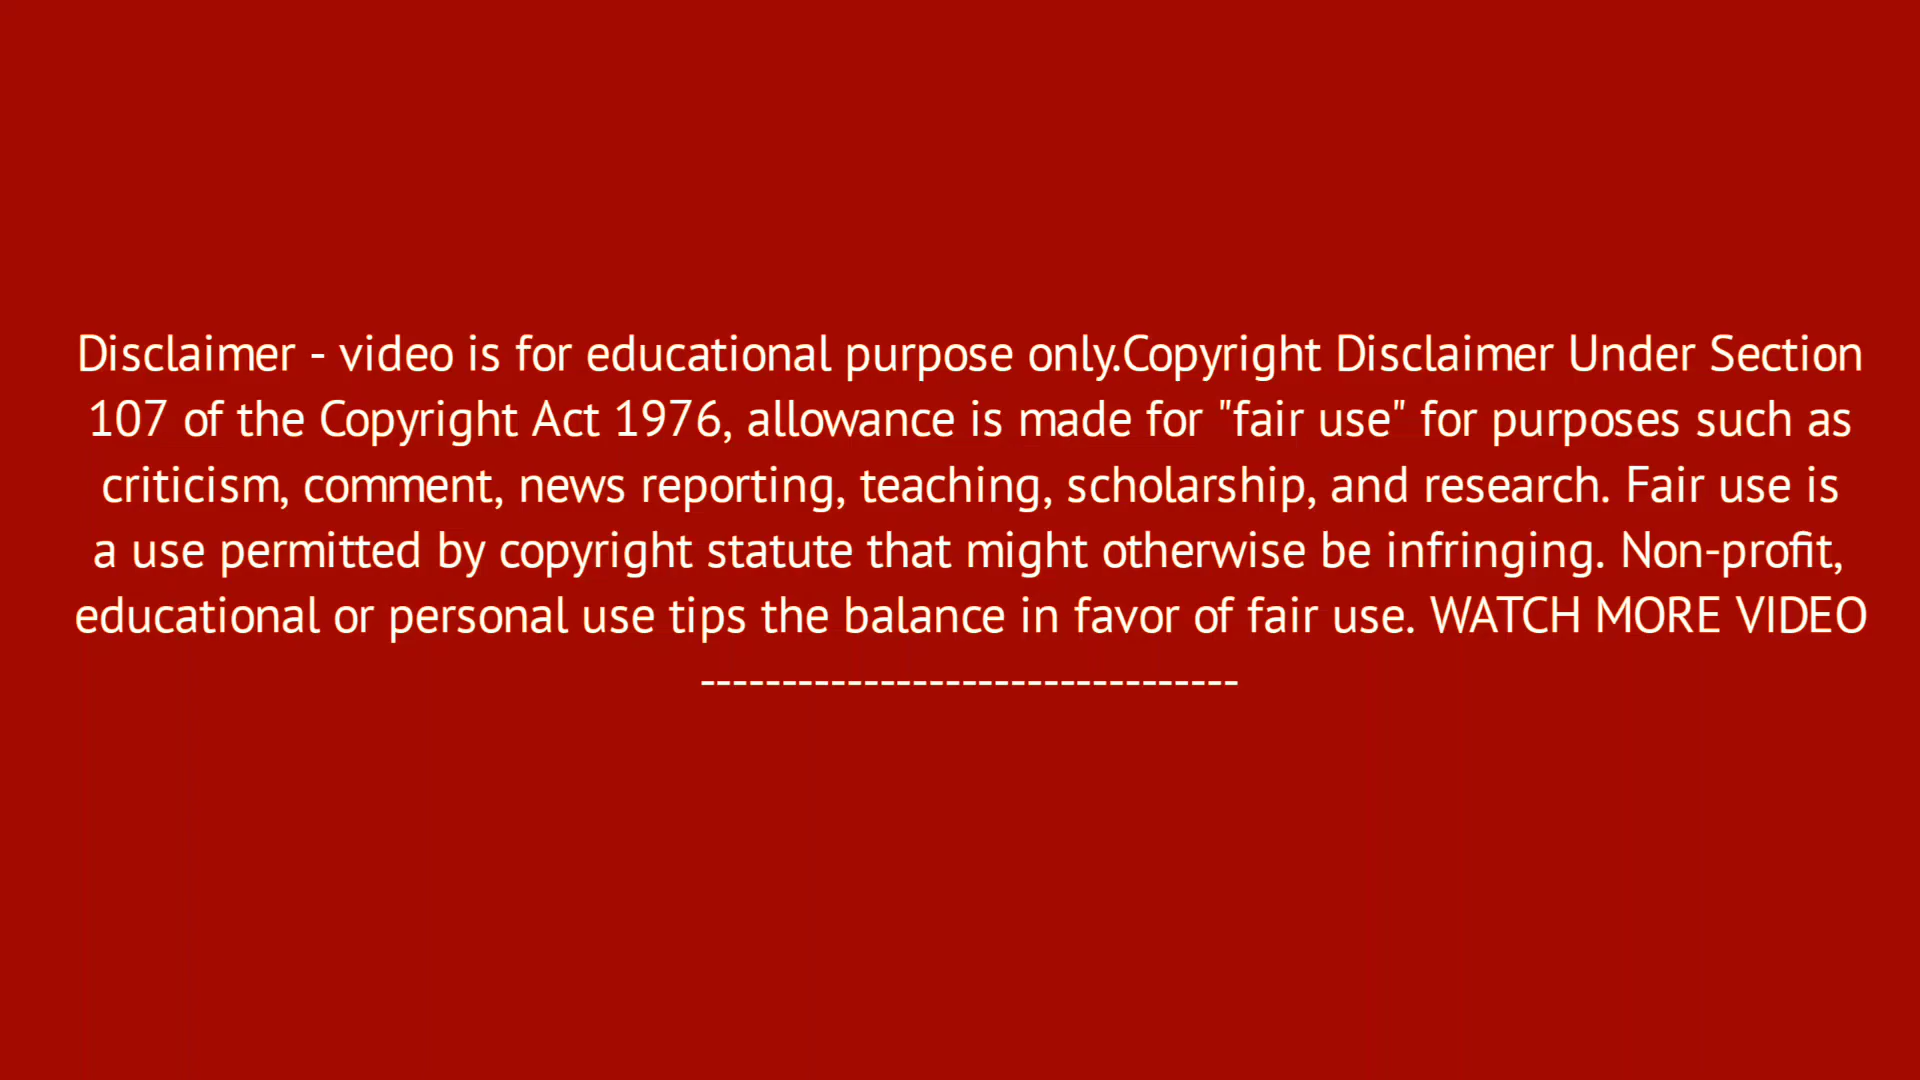 Disclaimer - video is for educational purpose only.Copyright Disclaimer Under Section
107 of the Copyright Act 1976, allowance is made for "fair use" for purposes such as
criticism, comment, news reporting, teaching, scholarship, and research. Fair use is
a use permitted by copyright statute that might otherwise be infringing. Non-profit,
educational or personal use tips the balance in favor of fair use. WATCH MORE VIDEO
---------------------------------